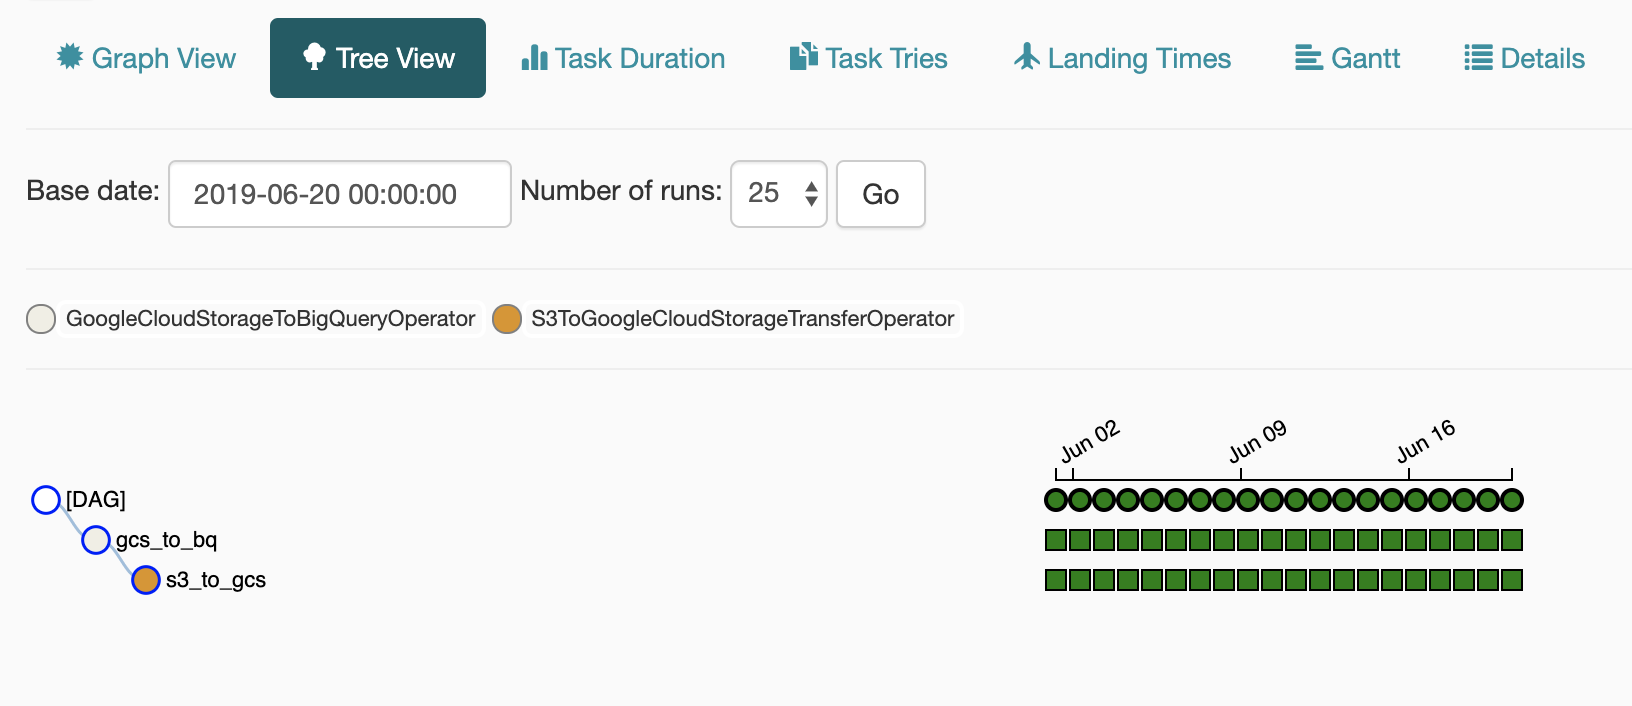 Graph View Tree View Task Duration Task Tries Landing Times Gantt Details
Base date: 2019-06-20 00:00:00 Number of runs: 25 Go
GoogleCloudStorageToBigQueryOperator S3ToGoogleCloudStorageTransferOperator
Jun 02 Jun 09 Jun 16
[DAG]
gcs_to_bq
s3_to_gcs